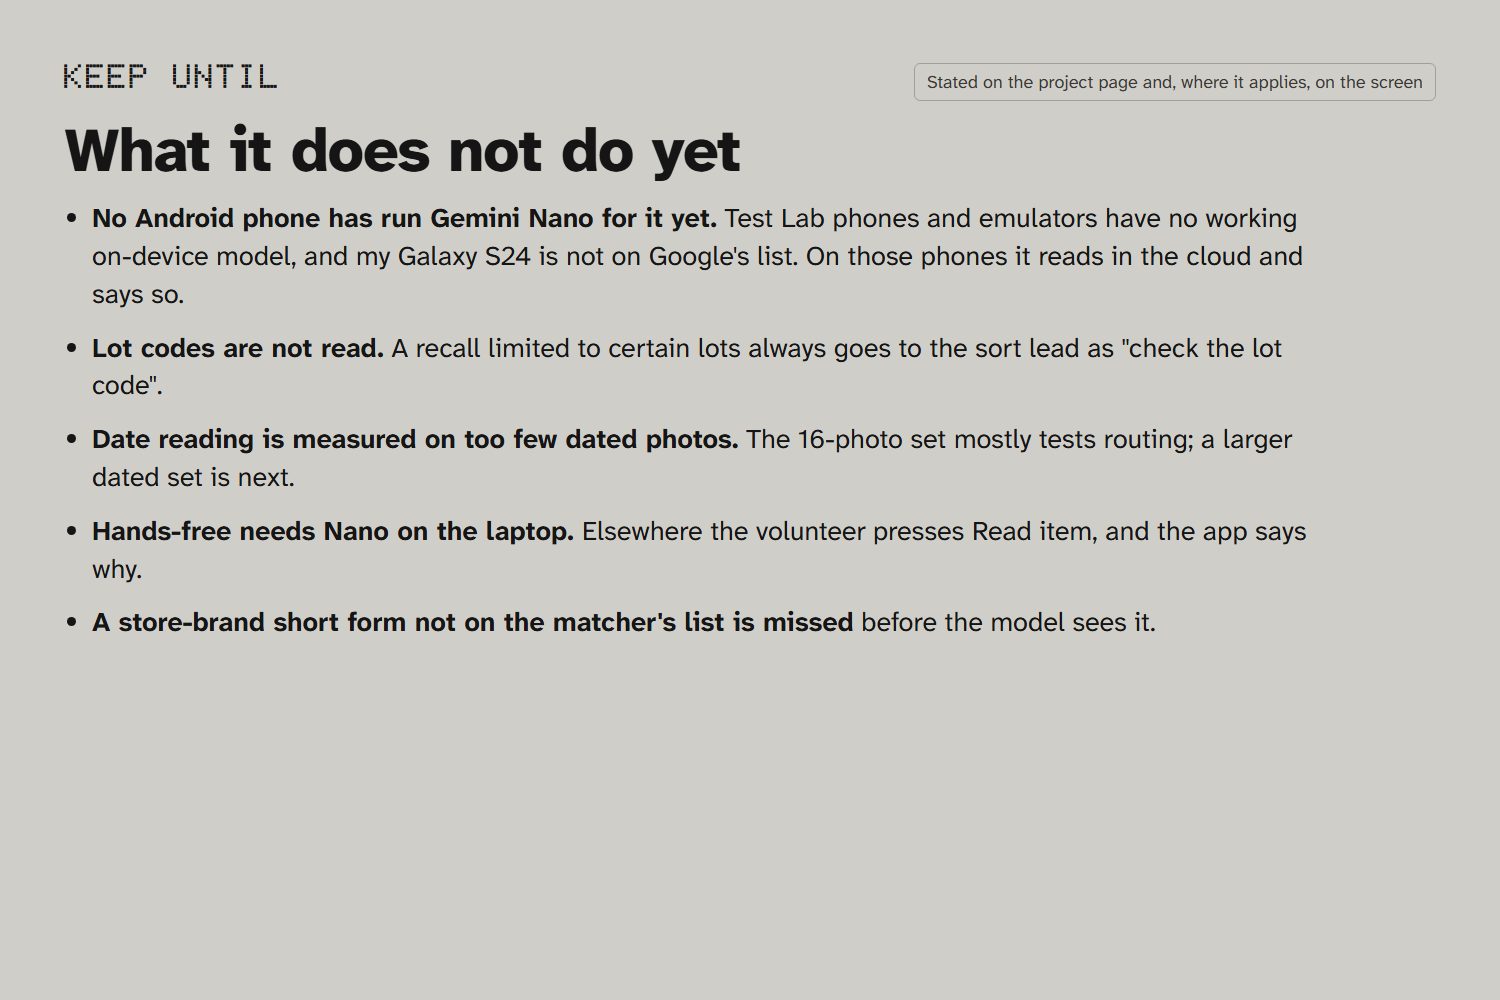 KEEP UNTIL
Stated on the project page and, where it applies, on the screen
What it does not do yet
• No Android phone has run Gemini Nano for it yet. Test Lab phones and emulators have no working
on-device model, and my Galaxy S24 is not on Google's list. On those phones it reads in the cloud and
says so.
• Lot codes are not read. A recall limited to certain lots always goes to the sort lead as "check the lot
code".
• Date reading is measured on too few dated photos. The 16-photo set mostly tests routing; a larger
dated set is next.
• Hands-free needs Nano on the laptop. Elsewhere the volunteer presses Read item, and the app says
why.
• A store-brand short form not on the matcher's list is missed before the model sees it.